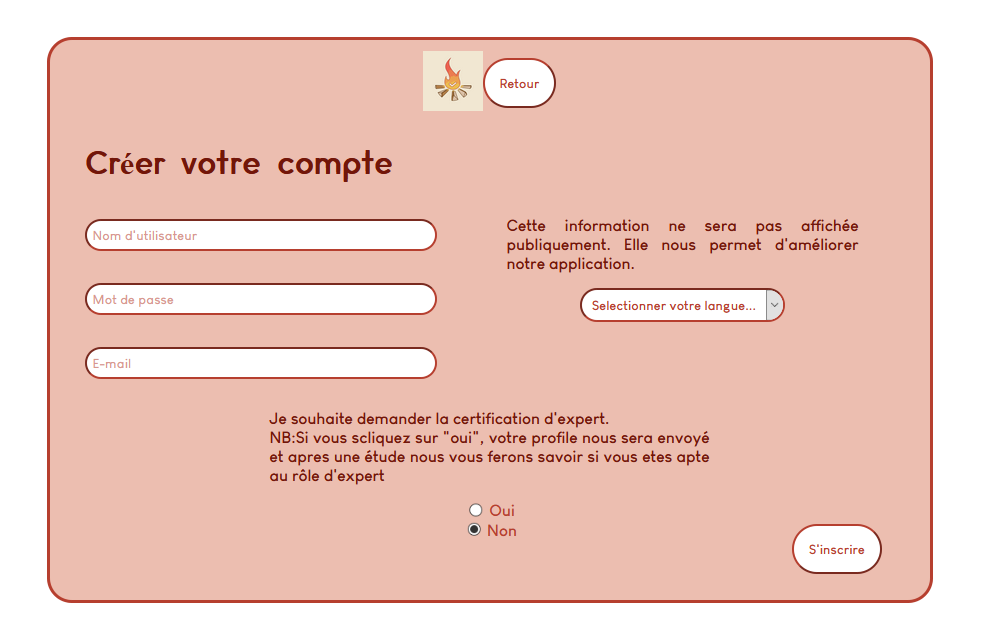 Retour
Créer votre compte
Nom d'utilisateur
Mot de passe
E-mail
Cette information ne sera pas affichée
publiquement. Elle nous permet d'améliorer
notre application.
Selectionner votre langue...
Je souhaite demander la certification d'expert.
NB:Si vous scliquez sur "oui", votre profile nous sera envoyé
et apres une étude nous vous ferons savoir si vous etes apte
au rôle d'expert
Oui
Non
S'inscrire